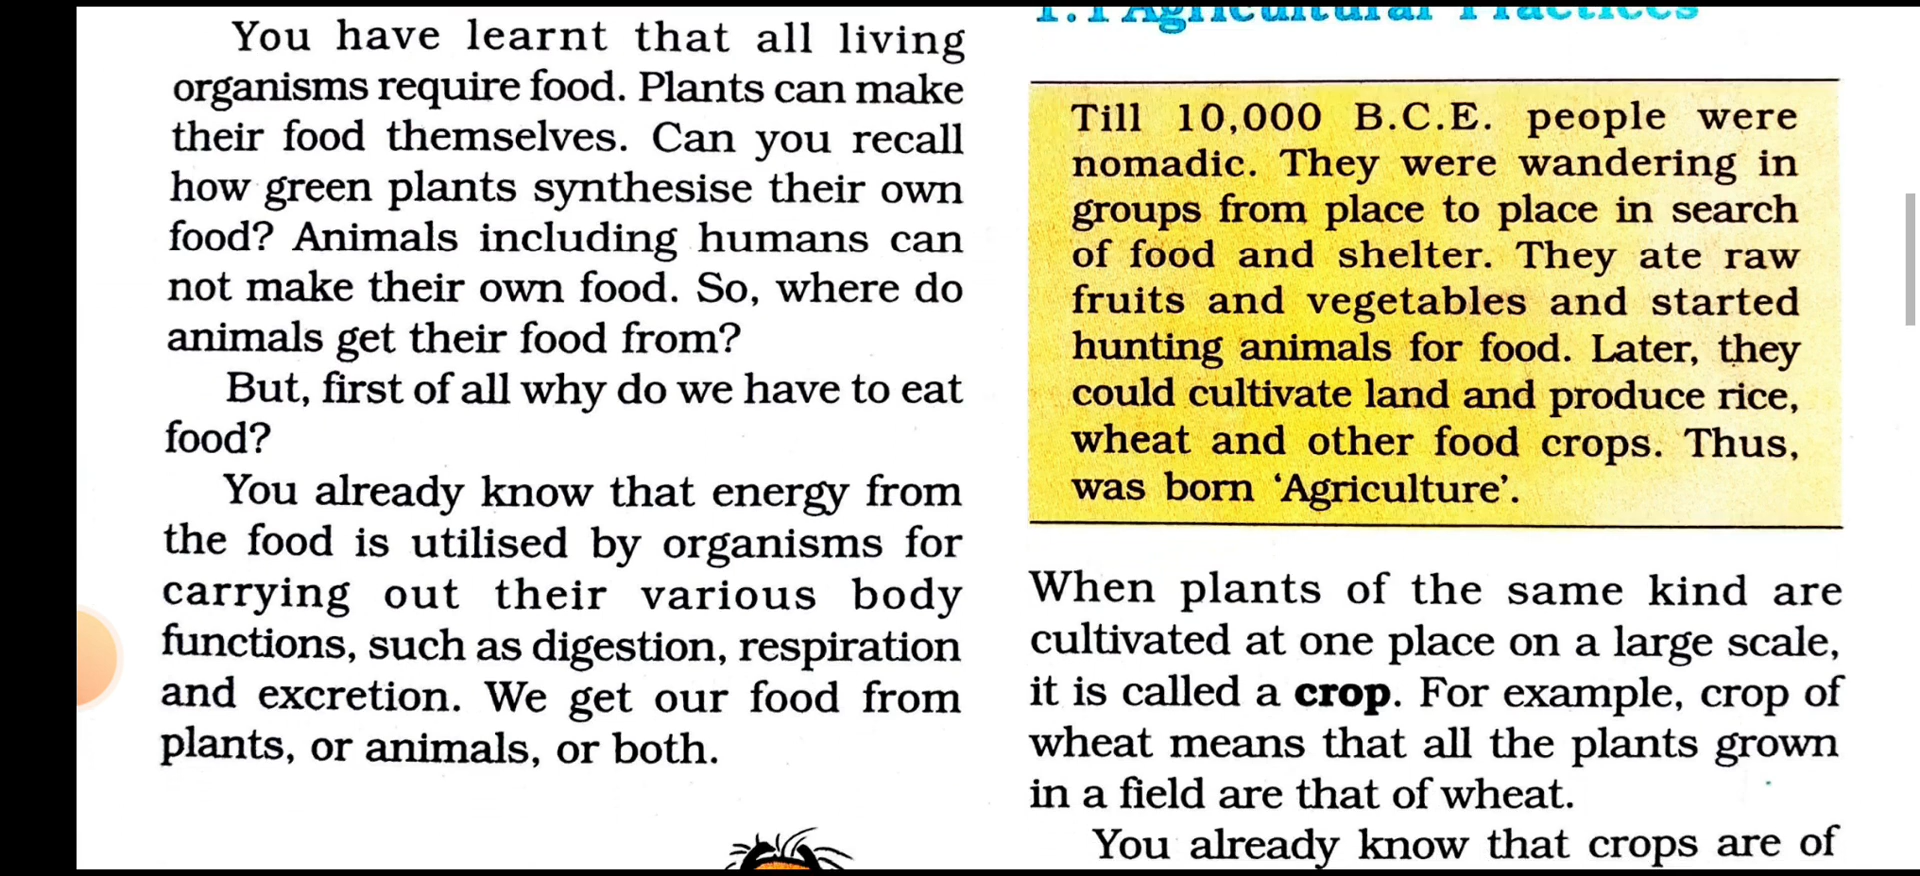 You have learnt that all living
organisms require food. Plants can make
their food themselves. Can you recall
how green plants synthesise their own
food? Animals including humans can
not make their own food. So, where do
animals get their food from?
But, first of all why do we have to eat
food?
You already know that energy from
the food is utilised by organisms for
carrying out their various body
functions, such as digestion, respiration
and excretion. We get our food from
plants, or animals, or both.
1.1 Agricultural Practices
Till 10,000 B.C.E. people were
nomadic. They were wandering in
groups from place to place in search
of food and shelter. They ate raw
fruits and vegetables and started
hunting animals for food. Later, they
could cultivate land and produce rice,
wheat and other food crops. Thus,
was born ‘Agriculture’.
When plants of the same kind are
cultivated at one place on a large scale,
it is called a crop. For example, crop of
wheat means that all the plants grown
in a field are that of wheat.
You already know that crops are of